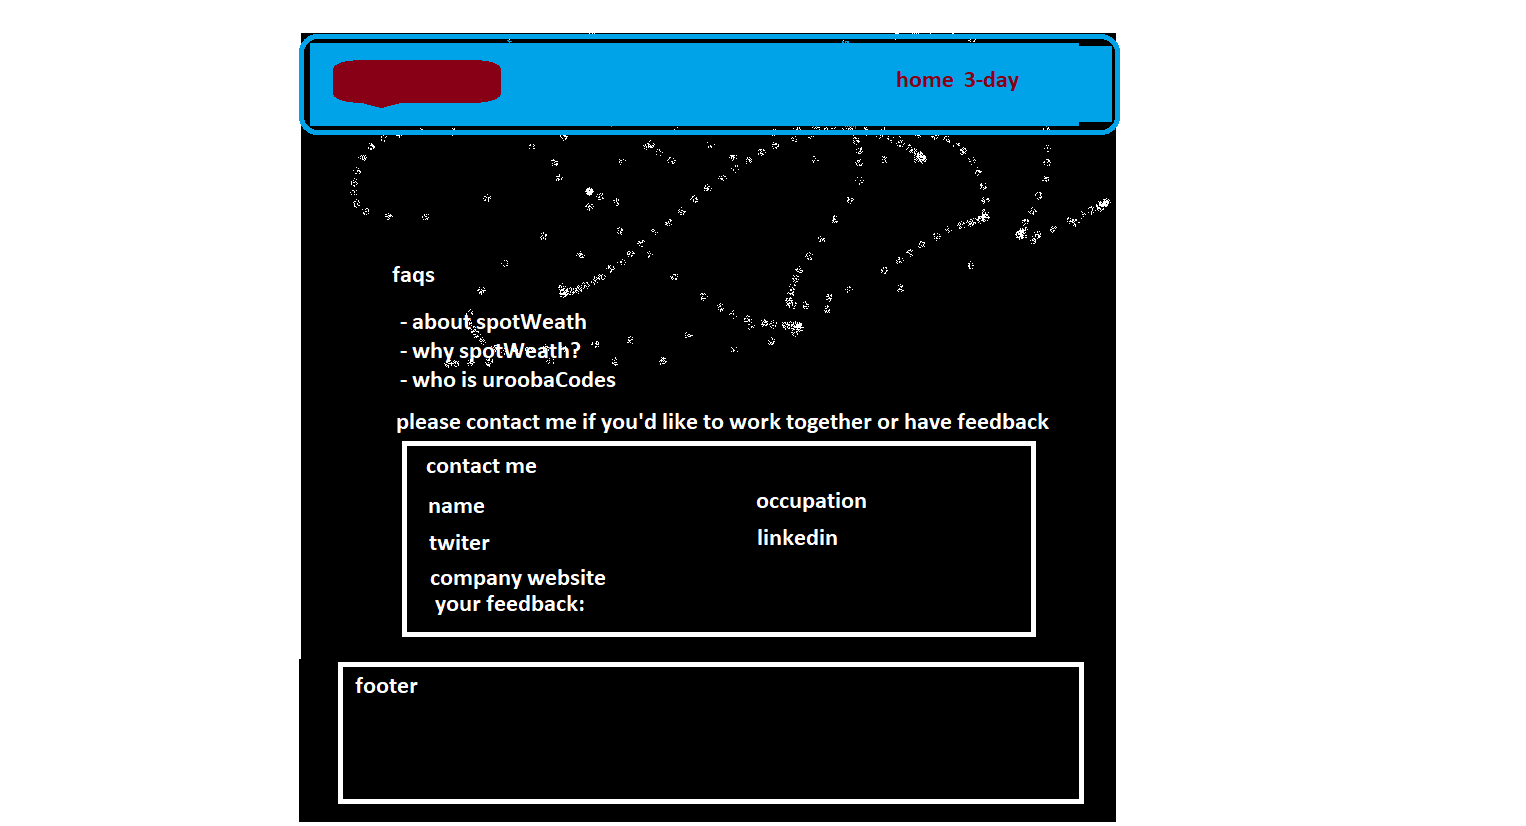 home 3-day
faqs
- about spotWeath
- why spotWeath?
- who is uroobaCodes
please contact me if you'd like to work together or have feedback
contact me
name
occupation
twiter
linkedin
company website
your feedback:
footer